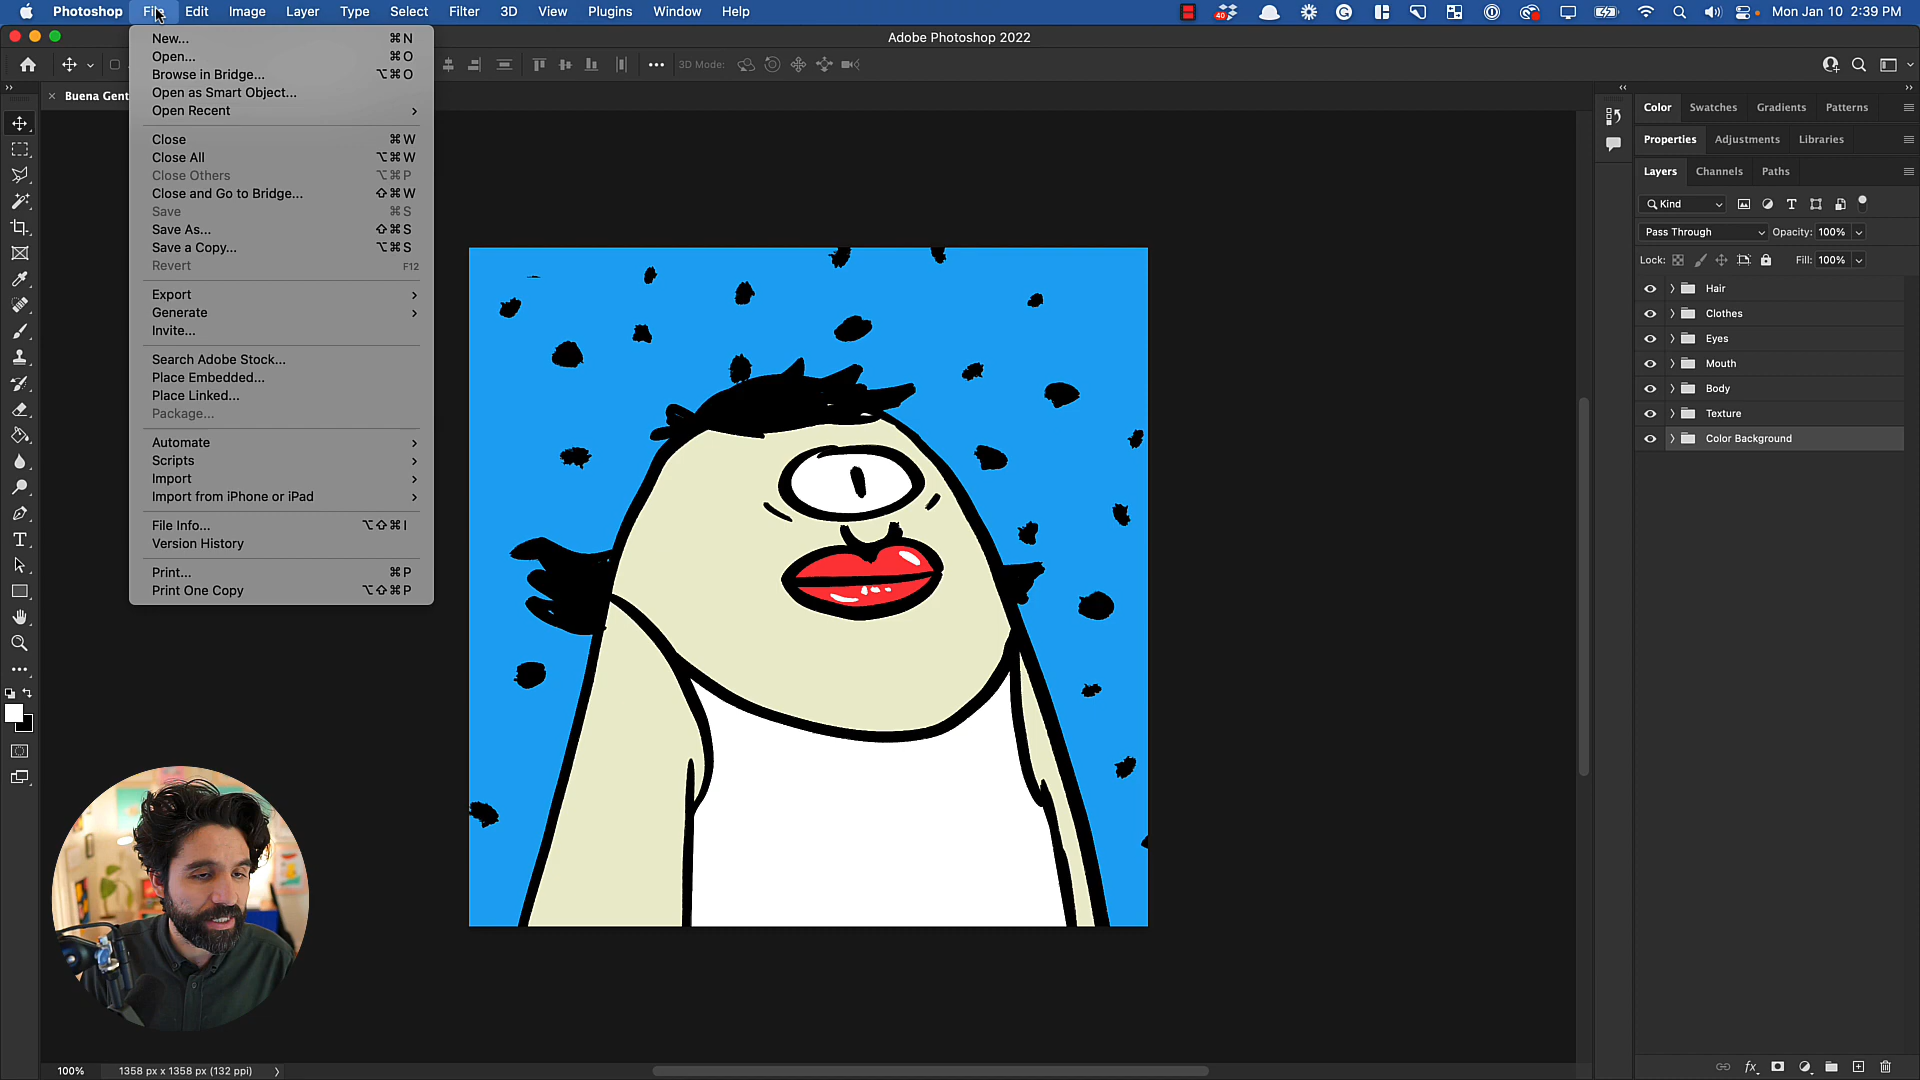 Photoshop File Edit Image Layer Type Select Filter 3D View Plugins Window Help
40
Mon Jan 10 2:39 PM
Adobe Photoshop 2022
3D Mode:
Buena Gent
New... ⌘N
Open... ⌘O
Browse in Bridge... ⌥⌘O
Open as Smart Object...
Open Recent
Close ⌘W
Close All ⌥⌘W
Close Others ⌥⌘P
Close and Go to Bridge... ⇧⌘W
Save ⌘S
Save As... ⇧⌘S
Save a Copy... ⌥⌘S
Revert F12
Export
Generate
Invite...
Search Adobe Stock...
Place Embedded...
Place Linked...
Package...
Automate
Scripts
Import
Import from iPhone or iPad
File Info... ⌥⇧⌘I
Version History
Print... ⌘P
Print One Copy ⌥⇧⌘P
Color Swatches Gradients Patterns
Properties Adjustments Libraries
Layers Channels Paths
Kind
Pass Through Opacity: 100%
Lock: Fill: 100%
Hair
Clothes
Eyes
Mouth
Body
Texture
Color Background
100% 1358 px x 1358 px (132 ppi)